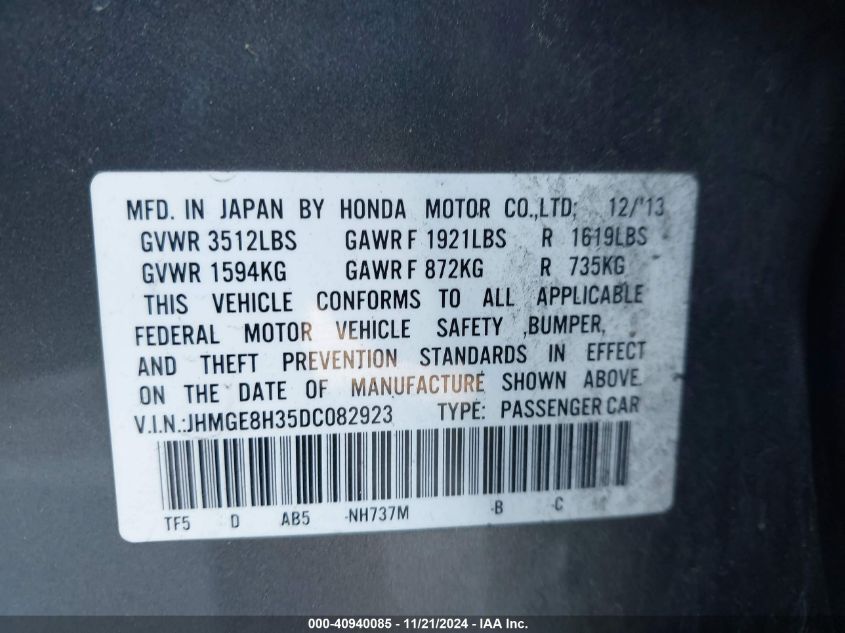 MFD. IN JAPAN BY HONDA MOTOR CO.,LTD; 12/'13
GVWR 3512LBS GAWR F 1921LBS R 1619LBS
GVWR 1594KG GAWR F 872KG R 735KG
THIS VEHICLE CONFORMS TO ALL APPLICABLE
FEDERAL MOTOR VEHICLE SAFETY ,BUMPER,
AND THEFT PREVENTION STANDARDS IN EFFECT
ON THE DATE OF MANUFACTURE SHOWN ABOVE.
V.I.N.:JHMGE8H35DC082923 TYPE: PASSENGER CAR
TF5 D AB5 -NH737M -B -C
000-40940085 - 11/21/2024 - IAA Inc.